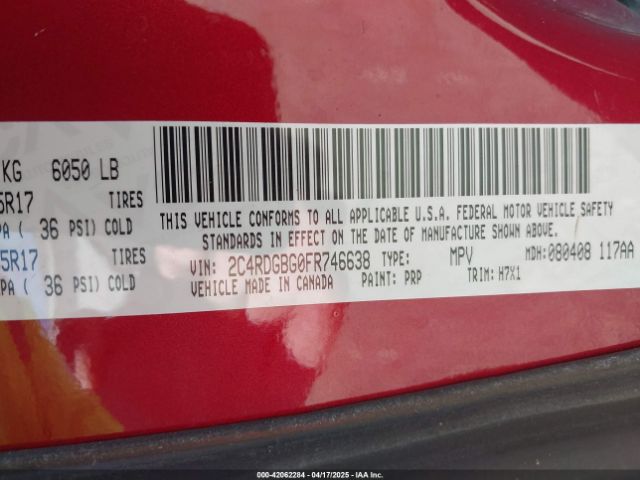 KG 6050 LB
5R17 TIRES
PA ( 36 PSI) COLD
5R17 TIRES
PA ( 36 PSI) COLD
THIS VEHICLE CONFORMS TO ALL APPLICABLE U.S.A. FEDERAL MOTOR VEHICLE SAFETY
STANDARDS IN EFFECT ON THE DATE OF MANUFACTURE SHOWN ABOVE.
VIN: 2C4RDGBG0FR746638 TYPE: MPV MDH: 080408 117AA
VEHICLE MADE IN CANADA PAINT: PRP TRIM: H7X1
000-42062284 - 04/17/2025 - IAA Inc.